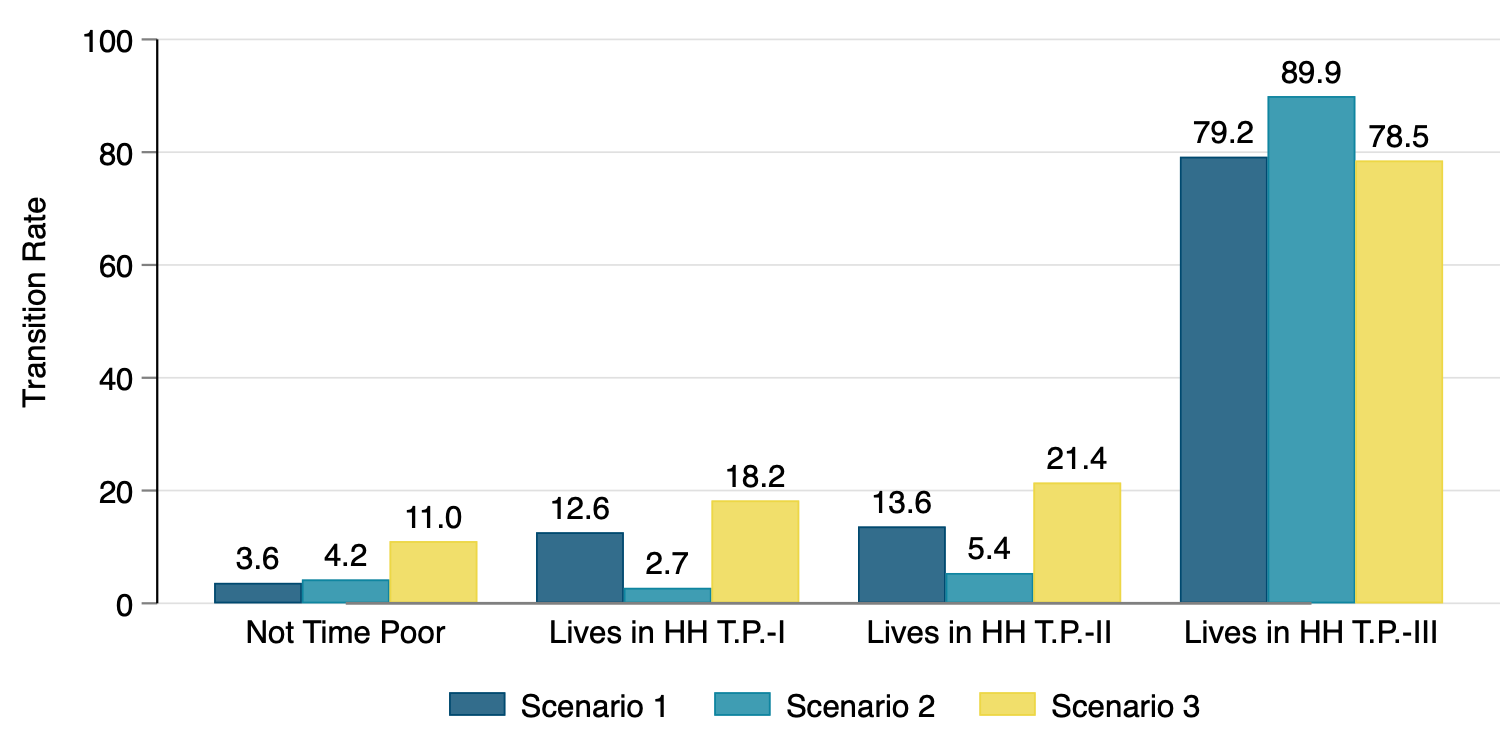 Transition Rate
100
80
60
40
20
0
3.6
4.2
11.0
12.6
2.7
18.2
13.6
5.4
21.4
79.2
89.9
78.5
Not Time Poor
Lives in HH T.P.-I
Lives in HH T.P.-II
Lives in HH T.P.-III
Scenario 1
Scenario 2
Scenario 3